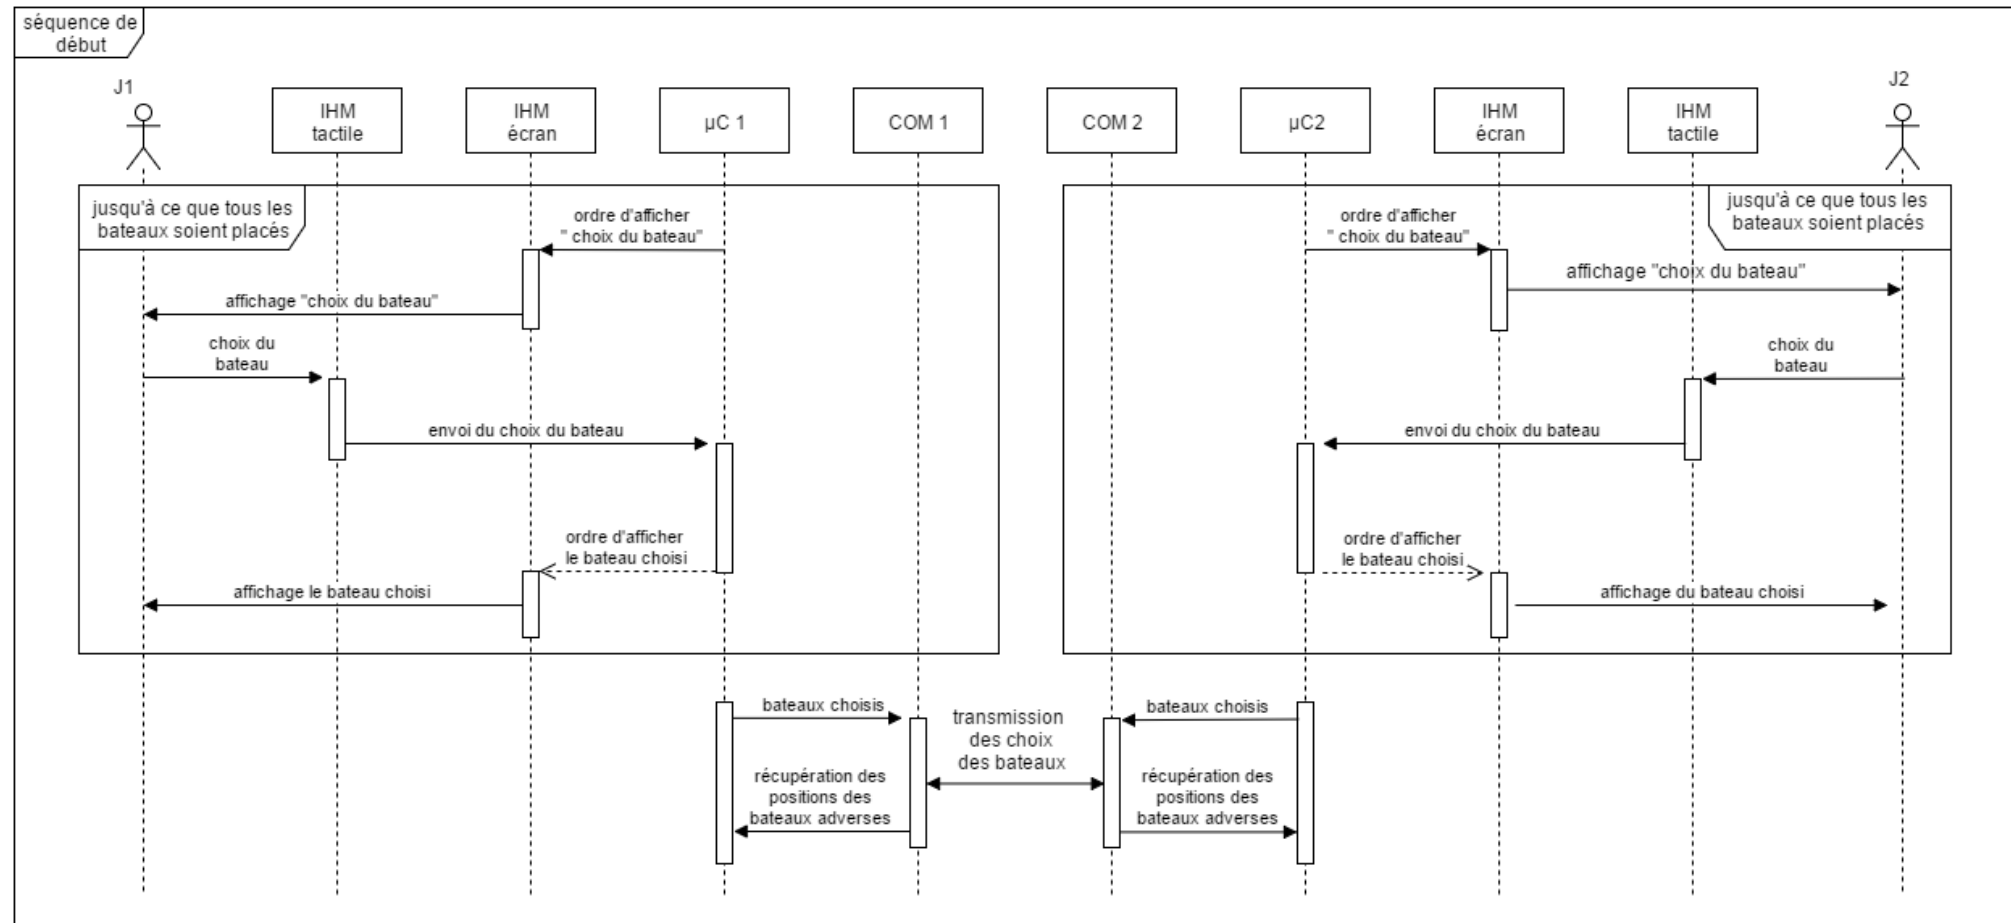 séquence de
début
J1
IHM
tactile
IHM
écran
µC 1
COM 1
COM 2
µC2
IHM
écran
IHM
tactile
J2
jusqu'à ce que tous les
bateaux soient placés
ordre d'afficher
" choix du bateau"
ordre d'afficher
" choix du bateau"
jusqu'à ce que tous les
bateaux soient placés
affichage "choix du bateau"
affichage "choix du bateau"
choix du
bateau
choix du
bateau
envoi du choix du bateau
envoi du choix du bateau
ordre d'afficher
le bateau choisi
ordre d'afficher
le bateau choisi
affichage le bateau choisi
affichage du bateau choisi
bateaux choisis
transmission
des choix
des bateaux
bateaux choisis
récupération des
positions des
bateaux adverses
récupération des
positions des
bateaux adverses